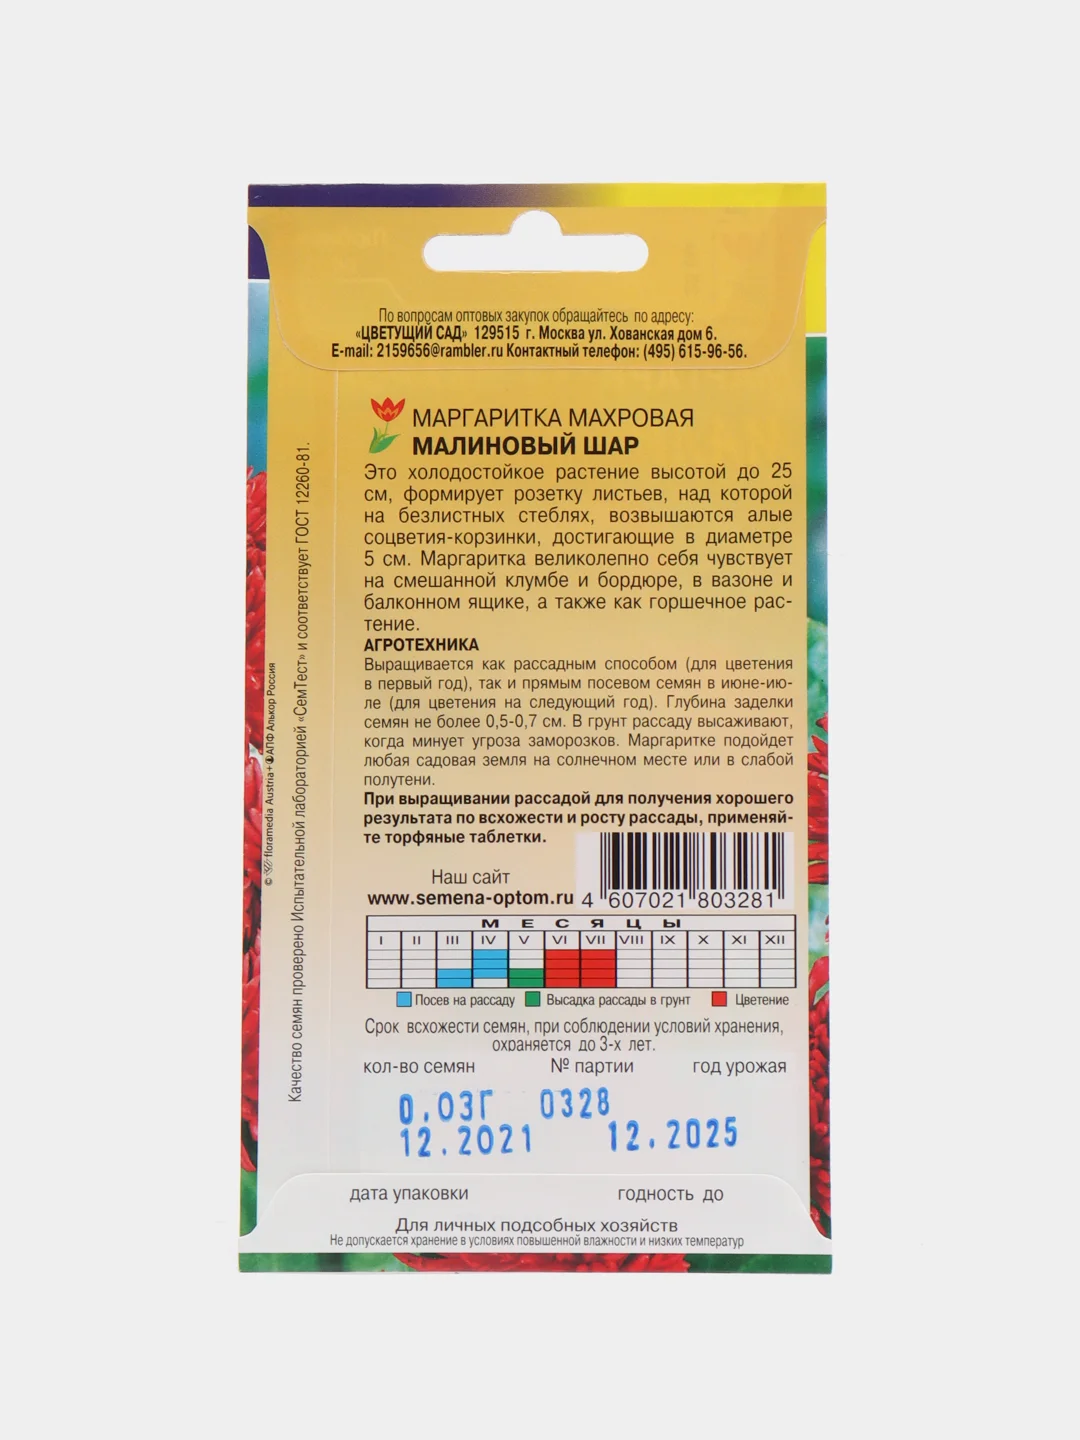 По вопросам оптовых закупок обращайтесь по адресу:
«ЦВЕТУЩИЙ САД» 129515 г. Москва ул. Хованская дом 6.
E-mail: 2159656@rambler.ru Контактный телефон: (495) 615-96-56.
МАРГАРИТКА МАХРОВАЯ
МАЛИНОВЫЙ ШАР
Это холодостойкое растение высотой до 25
см, формирует розетку листьев, над которой
на безлистных стеблях, возвышаются алые
соцветия-корзинки, достигающие в диаметре
5 см. Маргаритка великолепно себя чувствует
на смешанной клумбе и бордюре, в вазоне и
балконном ящике, а также как горшечное рас-
тение.
АГРОТЕХНИКА
Выращивается как рассадным способом (для цветения
в первый год), так и прямым посевом семян в июне-ию-
ле (для цветения на следующий год). Глубина заделки
семян не более 0,5-0,7 см. В грунт рассаду высаживают,
когда минует угроза заморозков. Маргаритке подойдет
любая садовая земля на солнечном месте или в слабой
полутени.
При выращивании рассадой для получения хорошего
результата по всхожести и росту рассады, применяй-
те торфяные таблетки.
Наш сайт
www.semena-optom.ru
4 607021 803281
МЕСЯЦЫ
I II III IV V VI VII VIII IX X XI XII
Посев на рассаду Высадка рассады в грунт Цветение
Срок всхожести семян, при соблюдении условий хранения,
охраняется до 3-х лет.
кол-во семян № партии год урожая
0.03Г 0328
12.2021 12.2025
дата упаковки годность до
Для личных подсобных хозяйств
Не допускается хранение в условиях повышенной влажности и низких температур
Качество семян проверено Испытательной лабораторией «СемТест» и соответствует ГОСТ 12260-81.
© floramedia Austria+АПФ Алькор Россия